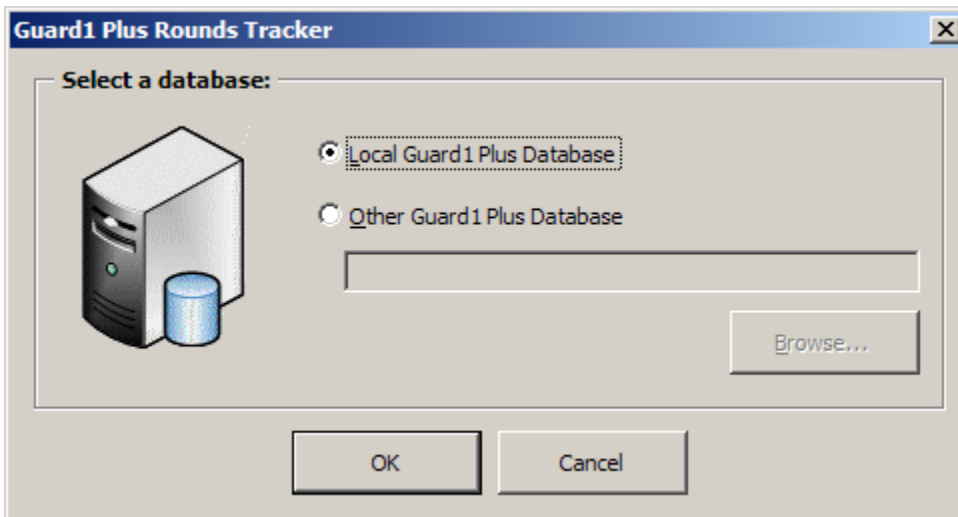 Guard1 Plus Rounds Tracker
Select a database:
Local Guard1 Plus Database
Other Guard1 Plus Database
Browse...
OK
Cancel